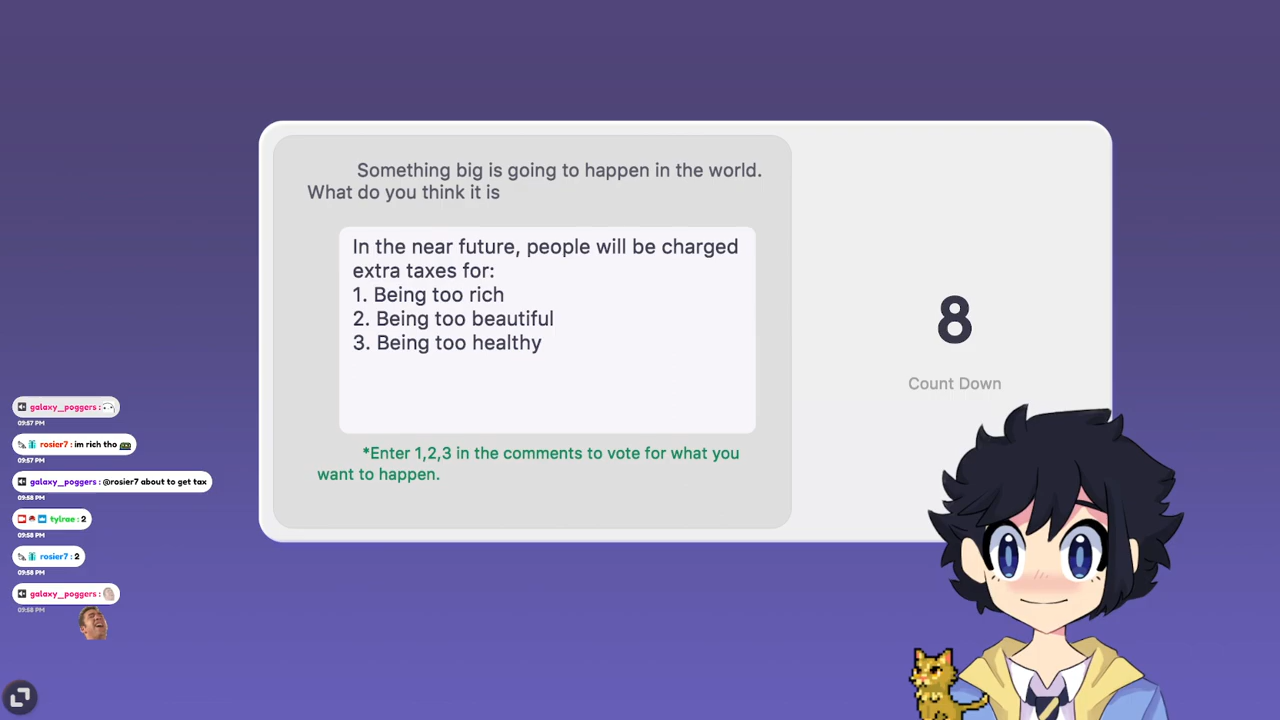 Something big is going to happen in the world.
What do you think it is
In the near future, people will be charged
extra taxes for:
1. Being too rich
2. Being too beautiful
3. Being too healthy
*Enter 1,2,3 in the comments to vote for what you
want to happen.
8
Count Down
galaxy_poggers :
09:57 PM
rosier7 : im rich tho
09:57 PM
galaxy_poggers : @rosier7 about to get tax
09:58 PM
tylrae : 2
09:58 PM
rosier7 : 2
09:58 PM
galaxy_poggers :
09:58 PM